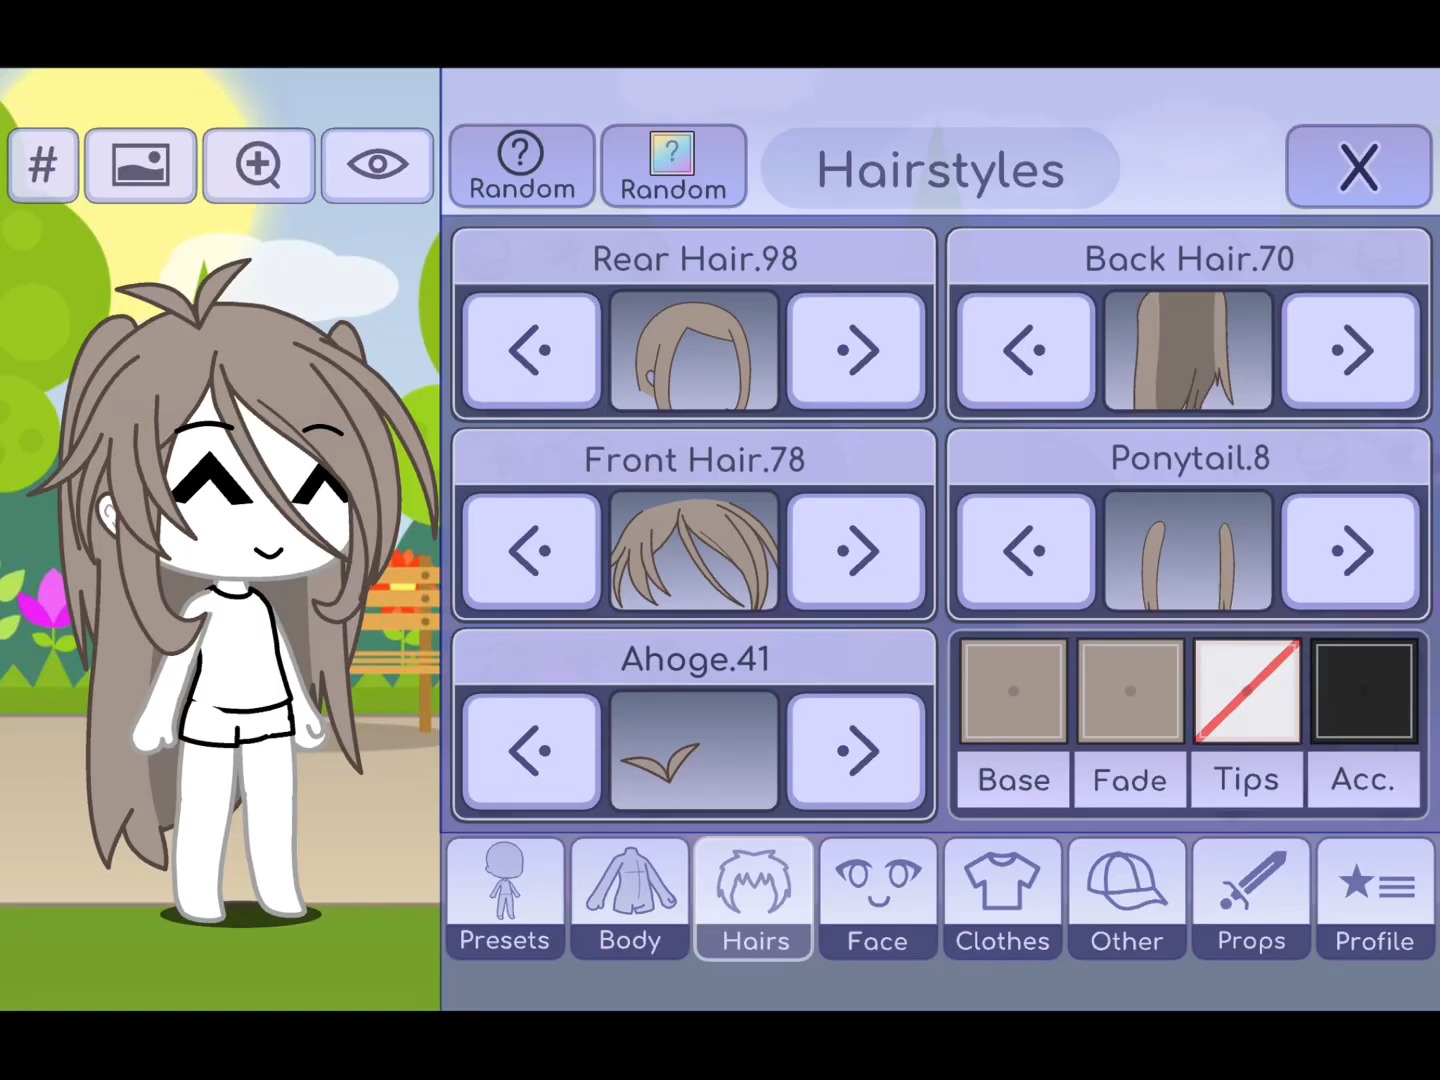 #
? Random
? Random
Hairstyles
X
Rear Hair.98
Back Hair.70
Front Hair.78
Ponytail.8
Ahoge.41
Base
Fade
Tips
Acc.
Presets
Body
Hairs
Face
Clothes
Other
Props
Profile